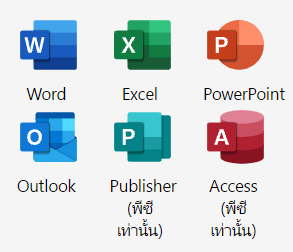 W
X
P
Word
Excel
PowerPoint
O
P
A
Outlook
Publisher
Access
(พีซี
(พีซี
เท่านั้น)
เท่านั้น)